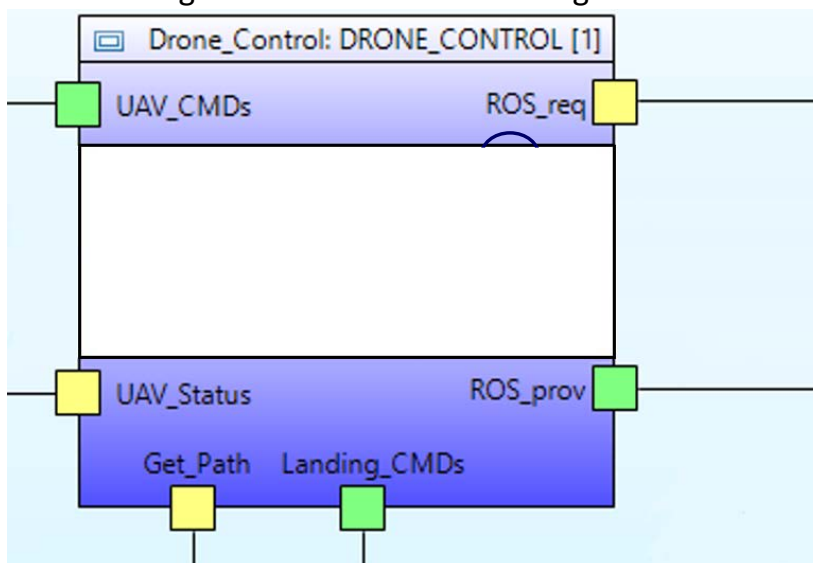 Drone_Control: DRONE_CONTROL [1]
UAV_CMDs
ROS_req
UAV_Status
ROS_prov
Get_Path
Landing_CMDs